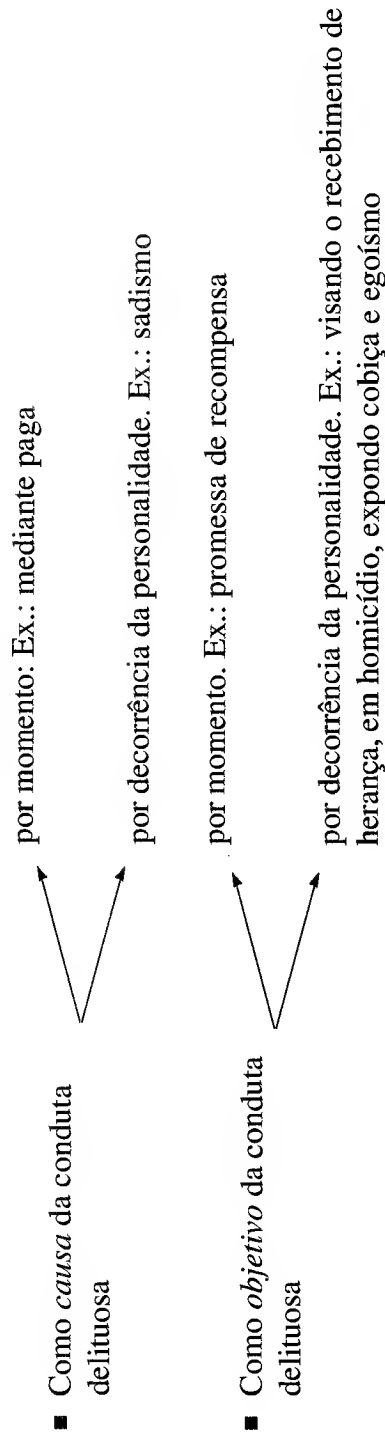 ■ Como causa da conduta
delituosa
por momento: Ex.: mediante paga
por decorrência da personalidade. Ex.: sadismo
■ Como objetivo da conduta
delituosa
por momento. Ex.: promessa de recompensa
por decorrência da personalidade. Ex.: visando o recebimento de
herança, em homicídio, expondo cobiça e egoísmo